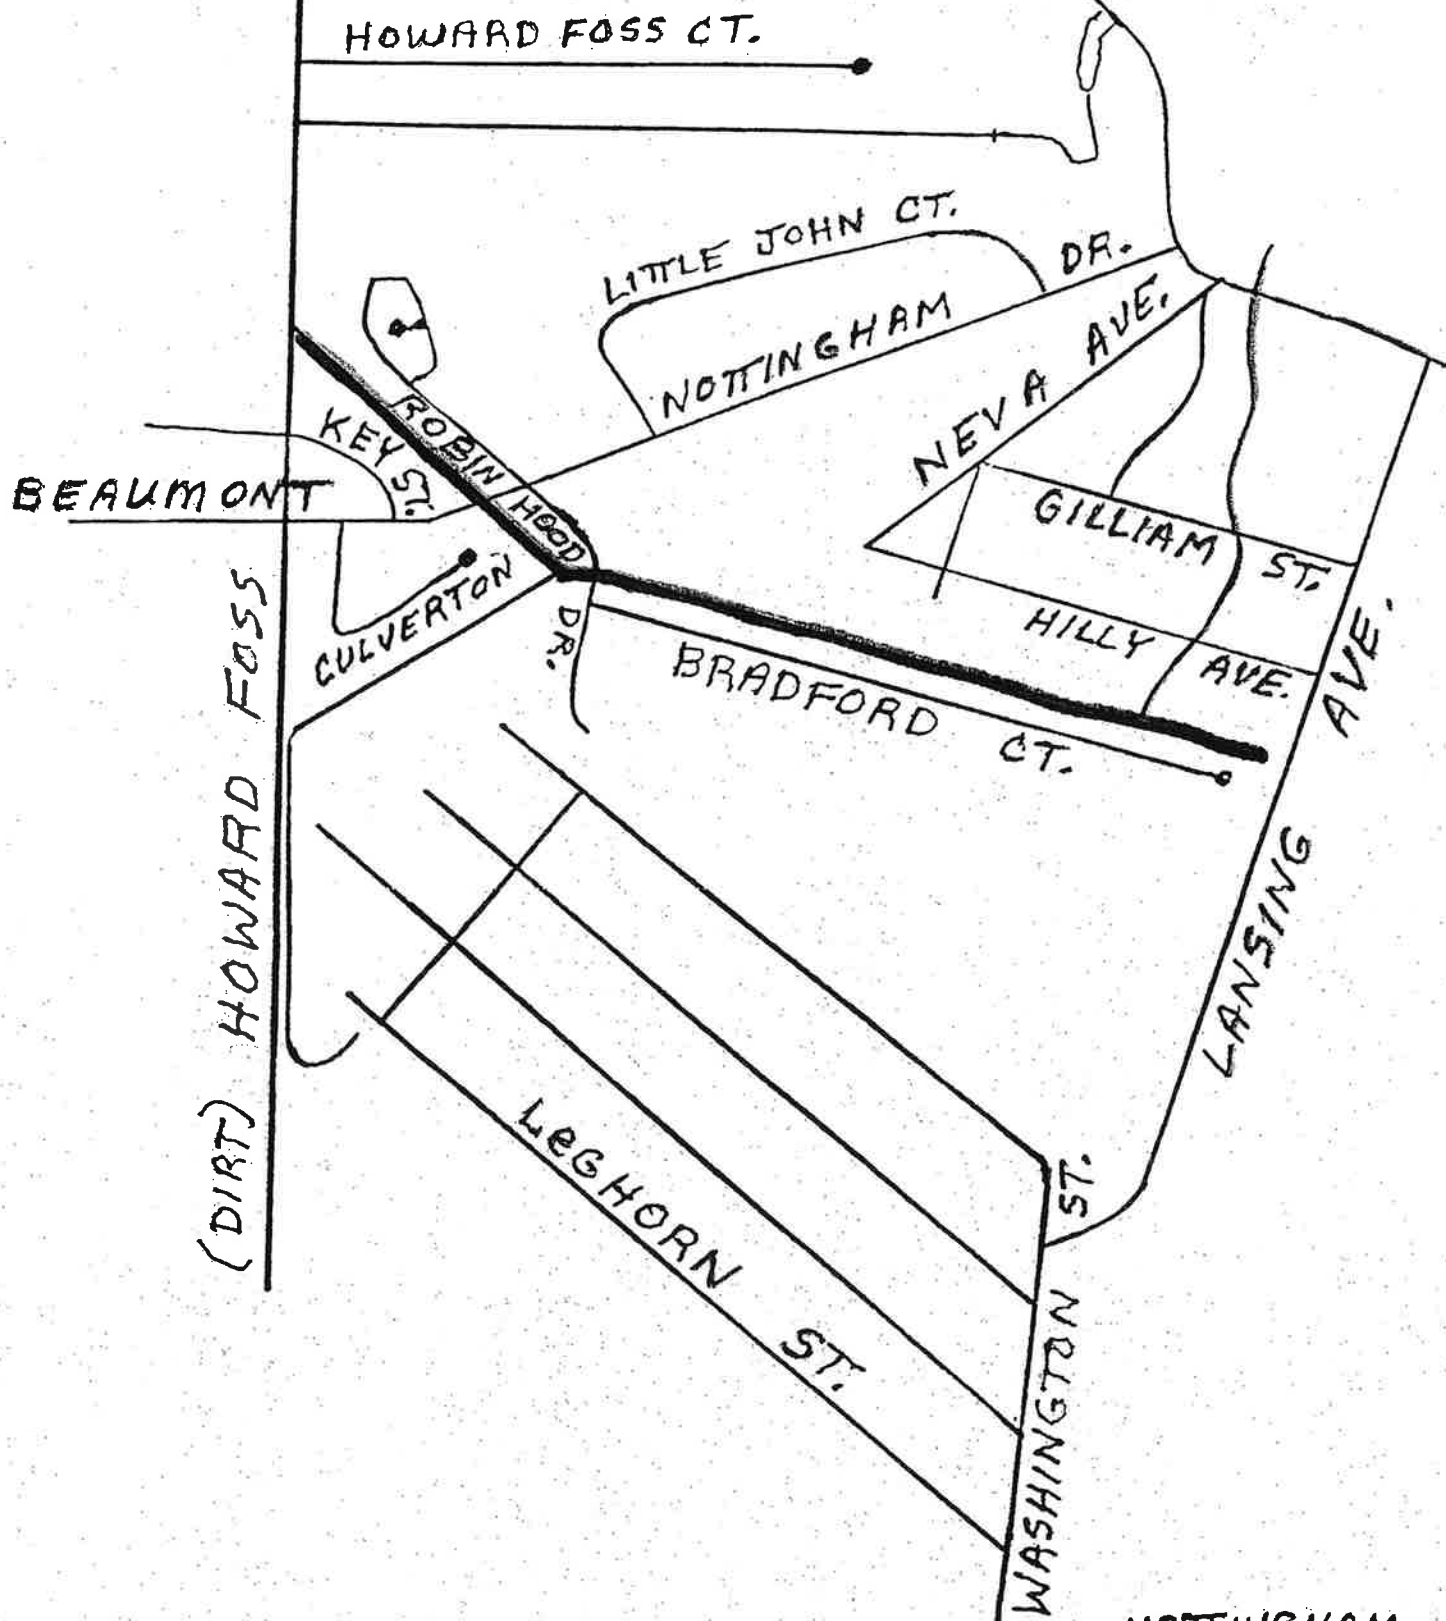 HOWARD FOSS CT.
LITTLE JOHN CT.
NOTTINGHAM DR.
NEVA AVE.
KEY ST.
ROBIN HOOD DR.
BEAUMONT
GILLIAM ST.
CULVERTON
HILLY AVE.
BRADFORD CT.
(DIRT) HOWARD FOSS
LANSING AVE.
LeGHORN ST.
WASHINGTON ST.